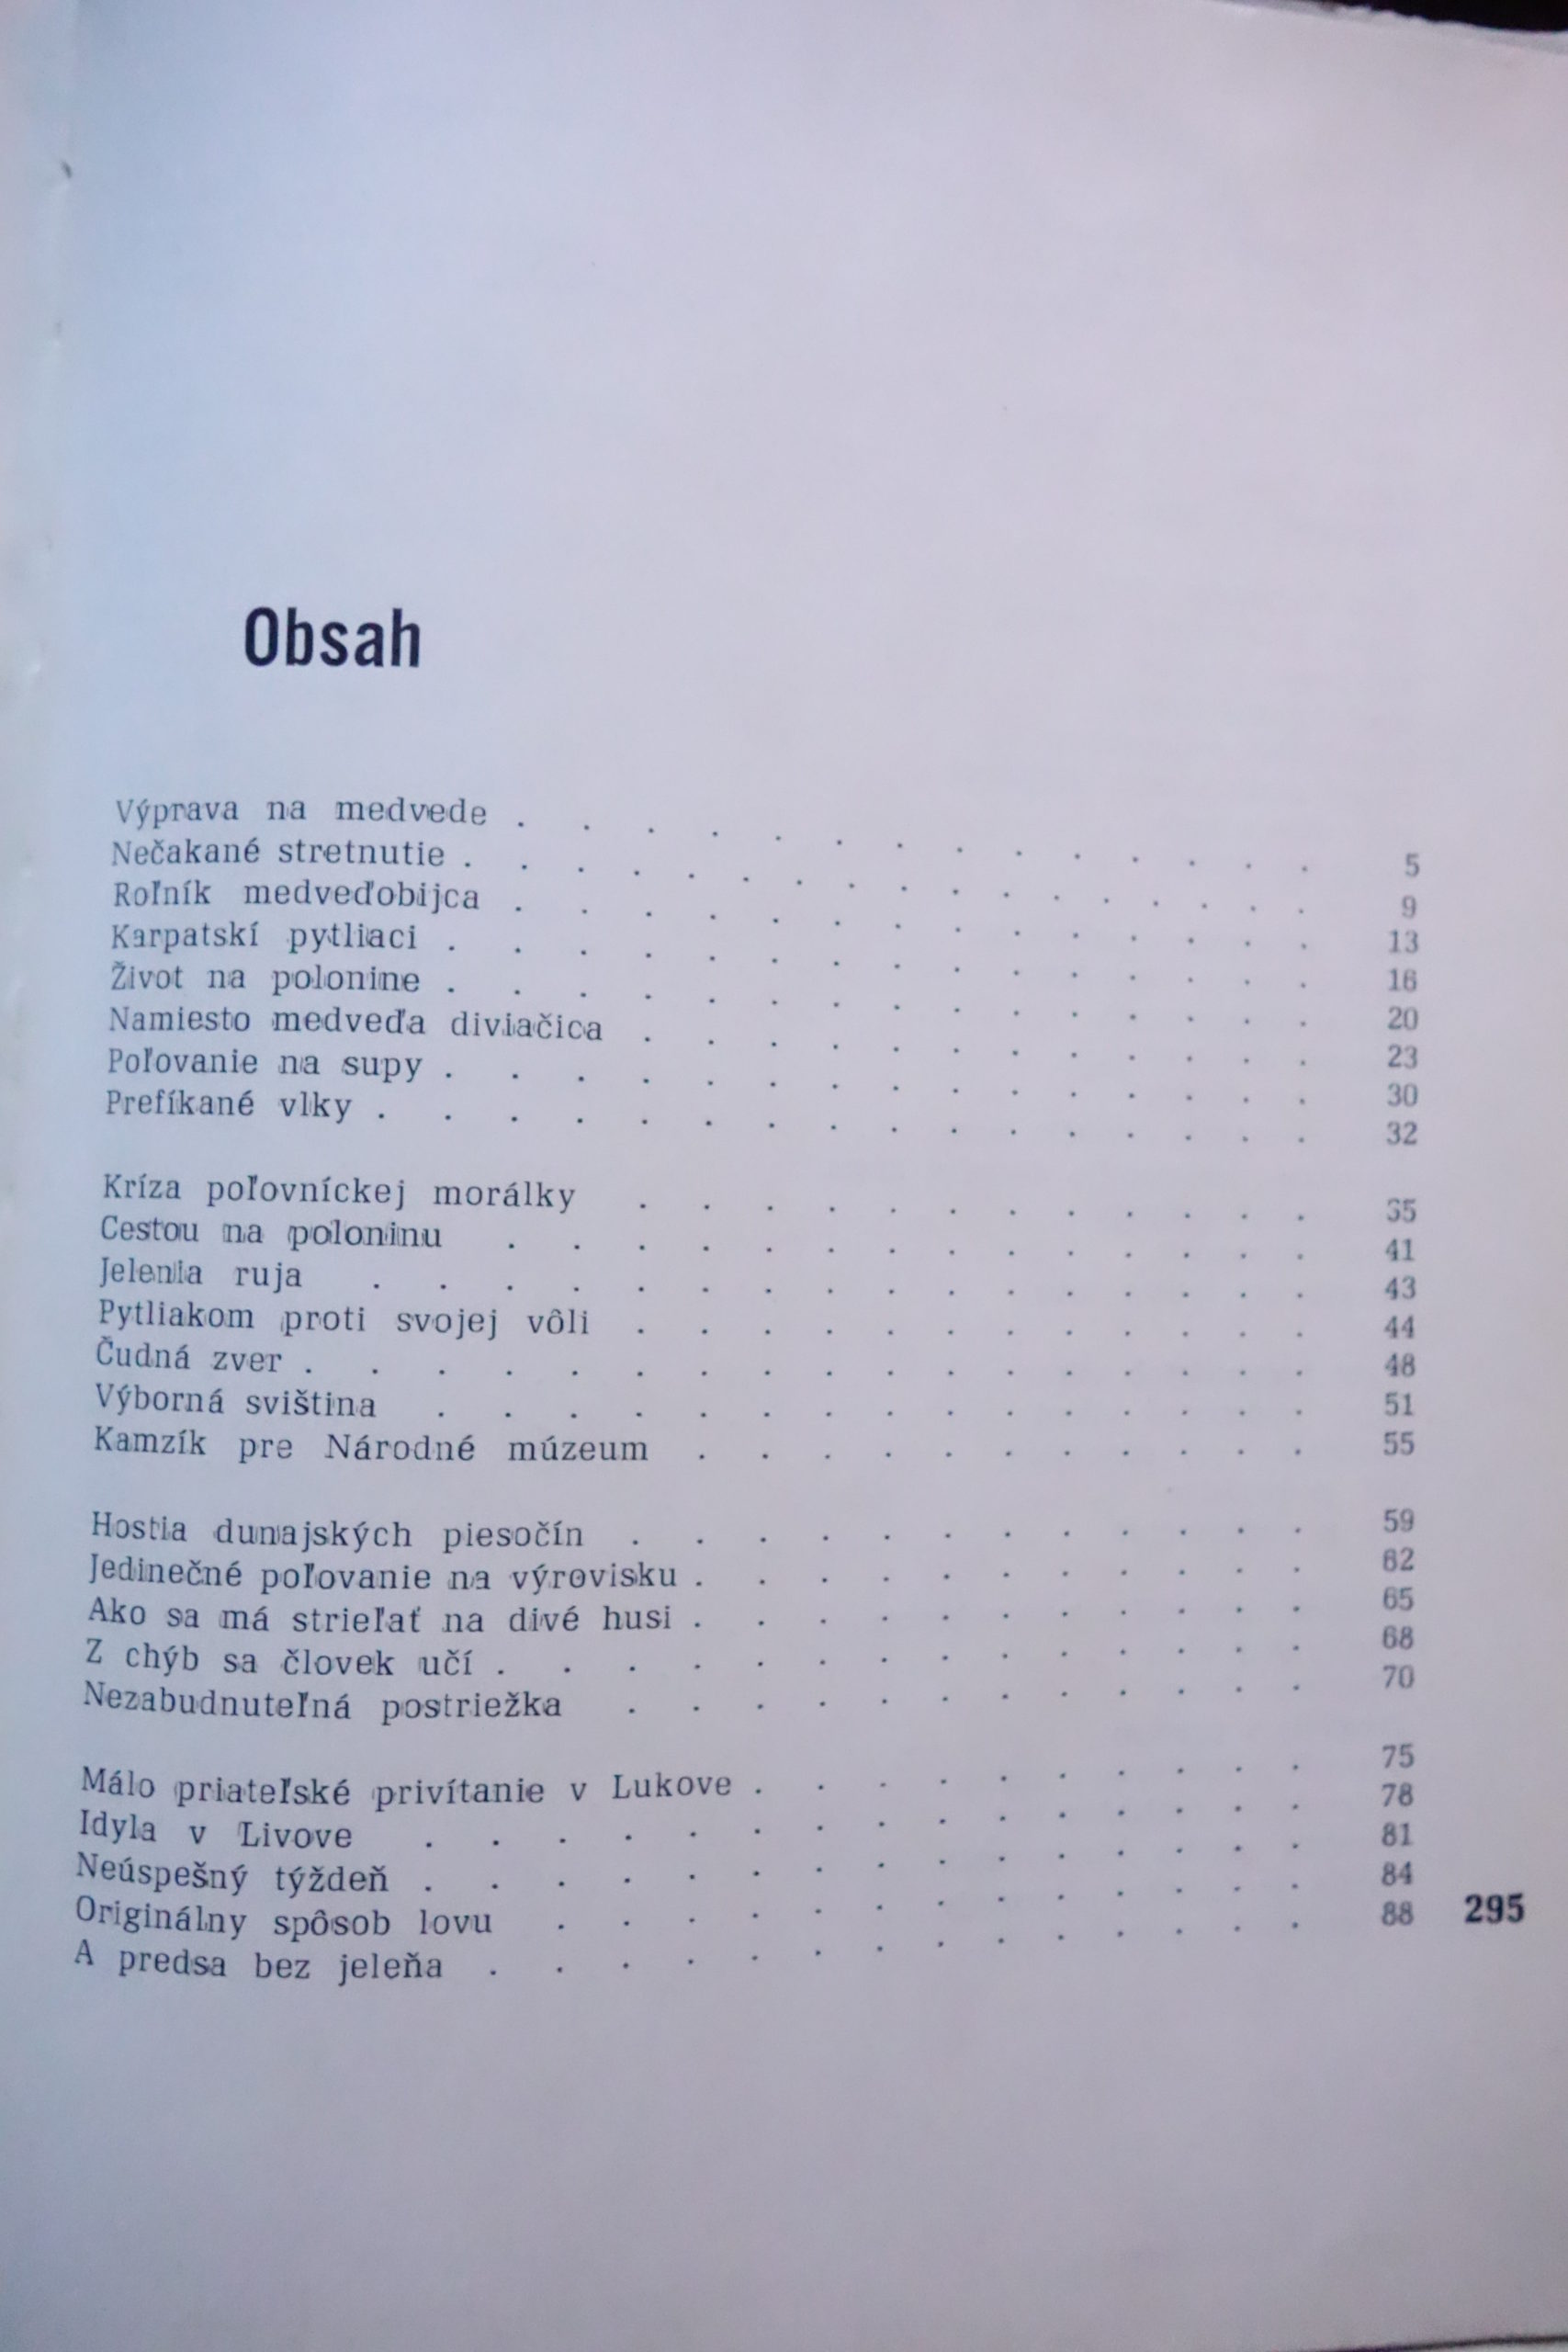 Obsah
Výprava na medvede . . . . . . . . . . . . . 5
Nečakané stretnutie . . . . . . . . . . . . . . . 9
Roľník medveďobijca . . . . . . . . . . . . . 13
Karpatskí pytliaci . . . . . . . . . . . . . . 16
Život na polonine . . . . . . . . . . . . . . 20
Namiesto medveďa diviačica . . . . . . . . . . . 23
Poľovanie na supy . . . . . . . . . . . . . . 30
Prefíkané vlky . . . . . . . . . . . . . . . 32
Kríza poľovníckej morálky . . . . . . . . . . . 35
Cestou na poloninu . . . . . . . . . . . . . 41
Jelenia ruja . . . . . . . . . . . . . . . 43
Pytliakom proti svojej vôli . . . . . . . . . . . 44
Čudná zver . . . . . . . . . . . . . . . . 48
Výborná sviština . . . . . . . . . . . . . . 51
Kamzík pre Národné múzeum . . . . . . . . . . 55
Hostia dunajských piesočín . . . . . . . . . . . 59
Jedinečné poľovanie na výrovisku . . . . . . . . . . 62
Ako sa má strieľať na divé husi . . . . . . . . . . 65
Z chýb sa človek učí . . . . . . . . . . . . . 68
Nezabudnuteľná postriežka . . . . . . . . . . . 70
Málo priateľské privítanie v Lukove . . . . . . . . . 75
Idyla v Livove . . . . . . . . . . . . . . 78
Neúspešný týždeň . . . . . . . . . . . . . . 81
Originálny spôsob lovu . . . . . . . . . . . . 84
A predsa bez jeleňa . . . . . . . . . . . . . 88
295